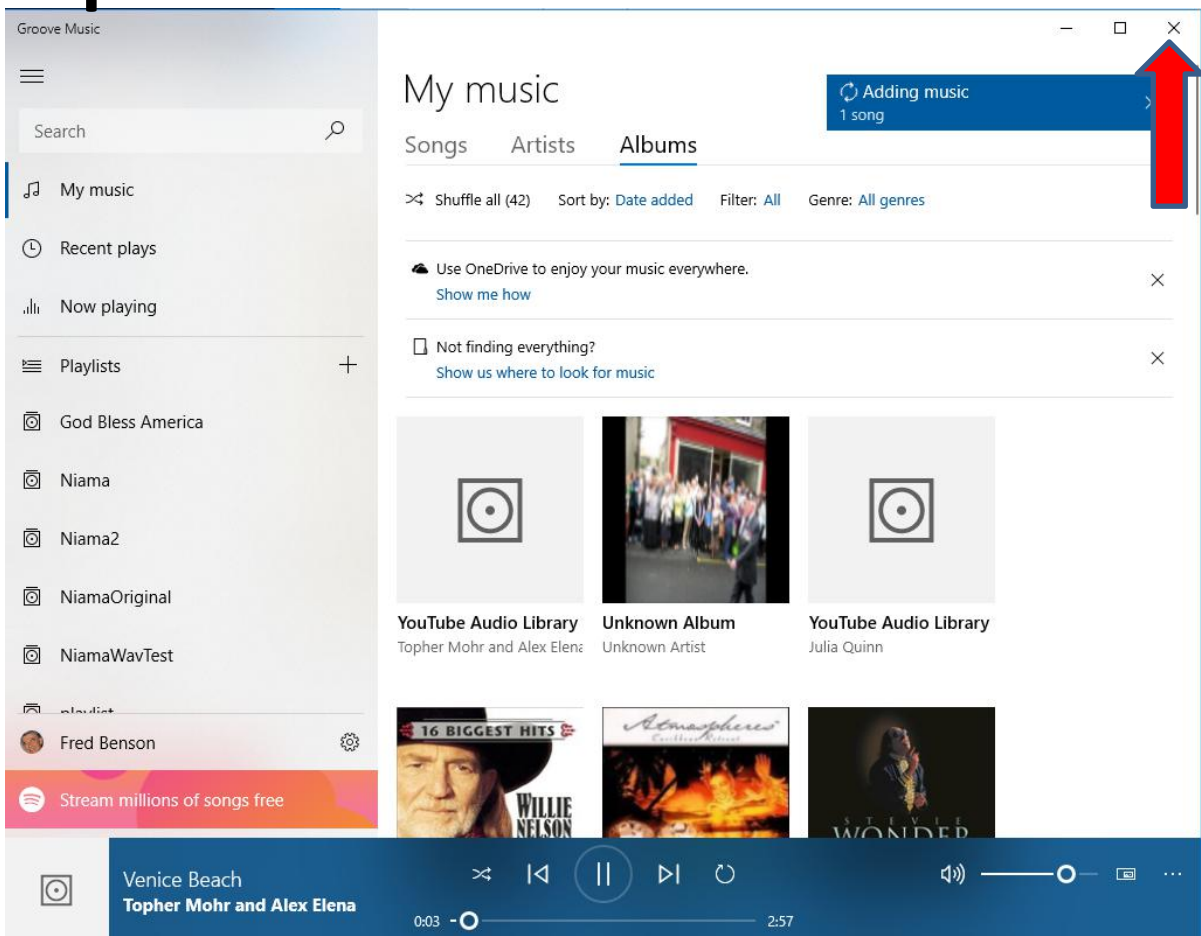 Groove Music
Search
My music
Recent plays
Now playing
Playlists
God Bless America
Niama
Niama2
NiamaOriginal
NiamaWavTest
playlist
Fred Benson
Stream millions of songs free
My music
Adding music
1 song
Songs Artists Albums
Shuffle all (42) Sort by: Date added Filter: All Genre: All genres
Use OneDrive to enjoy your music everywhere.
Show me how
Not finding everything?
Show us where to look for music
YouTube Audio Library
Topher Mohr and Alex Elena
Unknown Album
Unknown Artist
YouTube Audio Library
Julia Quinn
16 BIGGEST HITS
WILLIE
NELSON
Atmospheres
Caribbean Retreat
STEVIE
WONDER
Venice Beach
Topher Mohr and Alex Elena
0:03 2:57